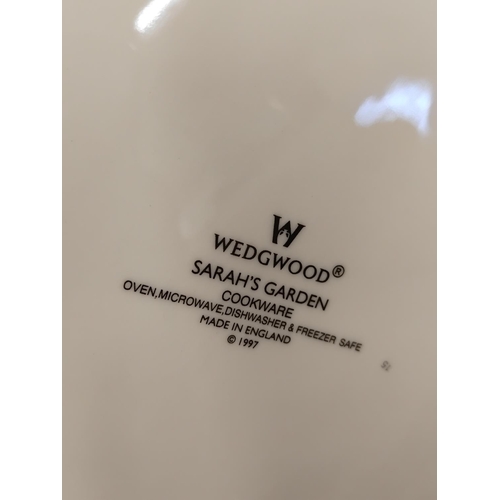 W
WEDGWOOD®
SARAH'S GARDEN
COOKWARE
OVEN,MICROWAVE,DISHWASHER & FREEZER SAFE
MADE IN ENGLAND
© 1997